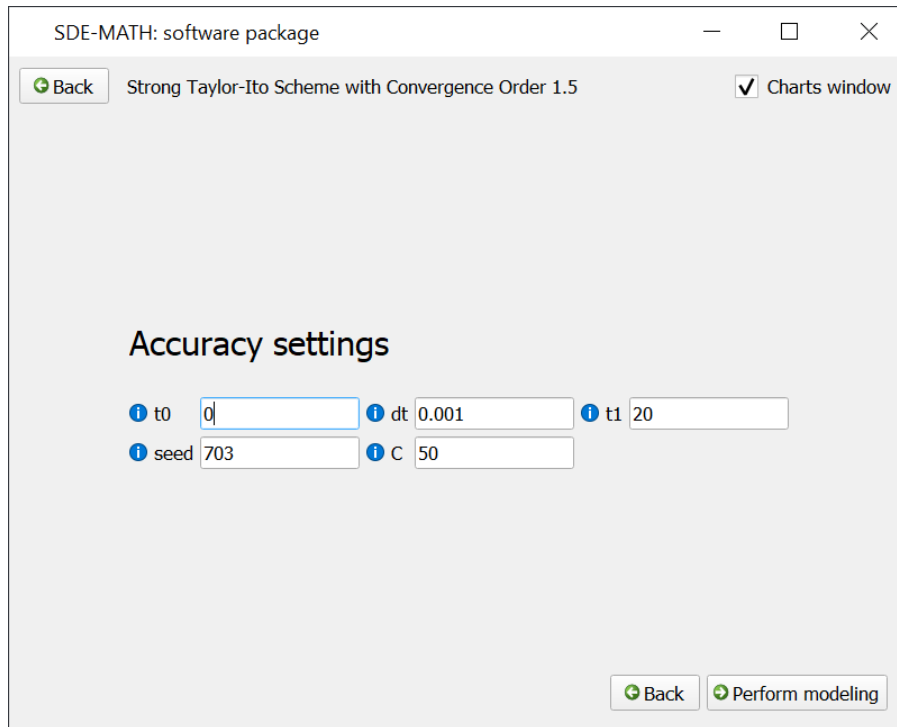 SDE-MATH: software package
Back Strong Taylor-Ito Scheme with Convergence Order 1.5 Charts window
Accuracy settings
t0 0 dt 0.001 t1 20
seed 703 C 50
Back Perform modeling